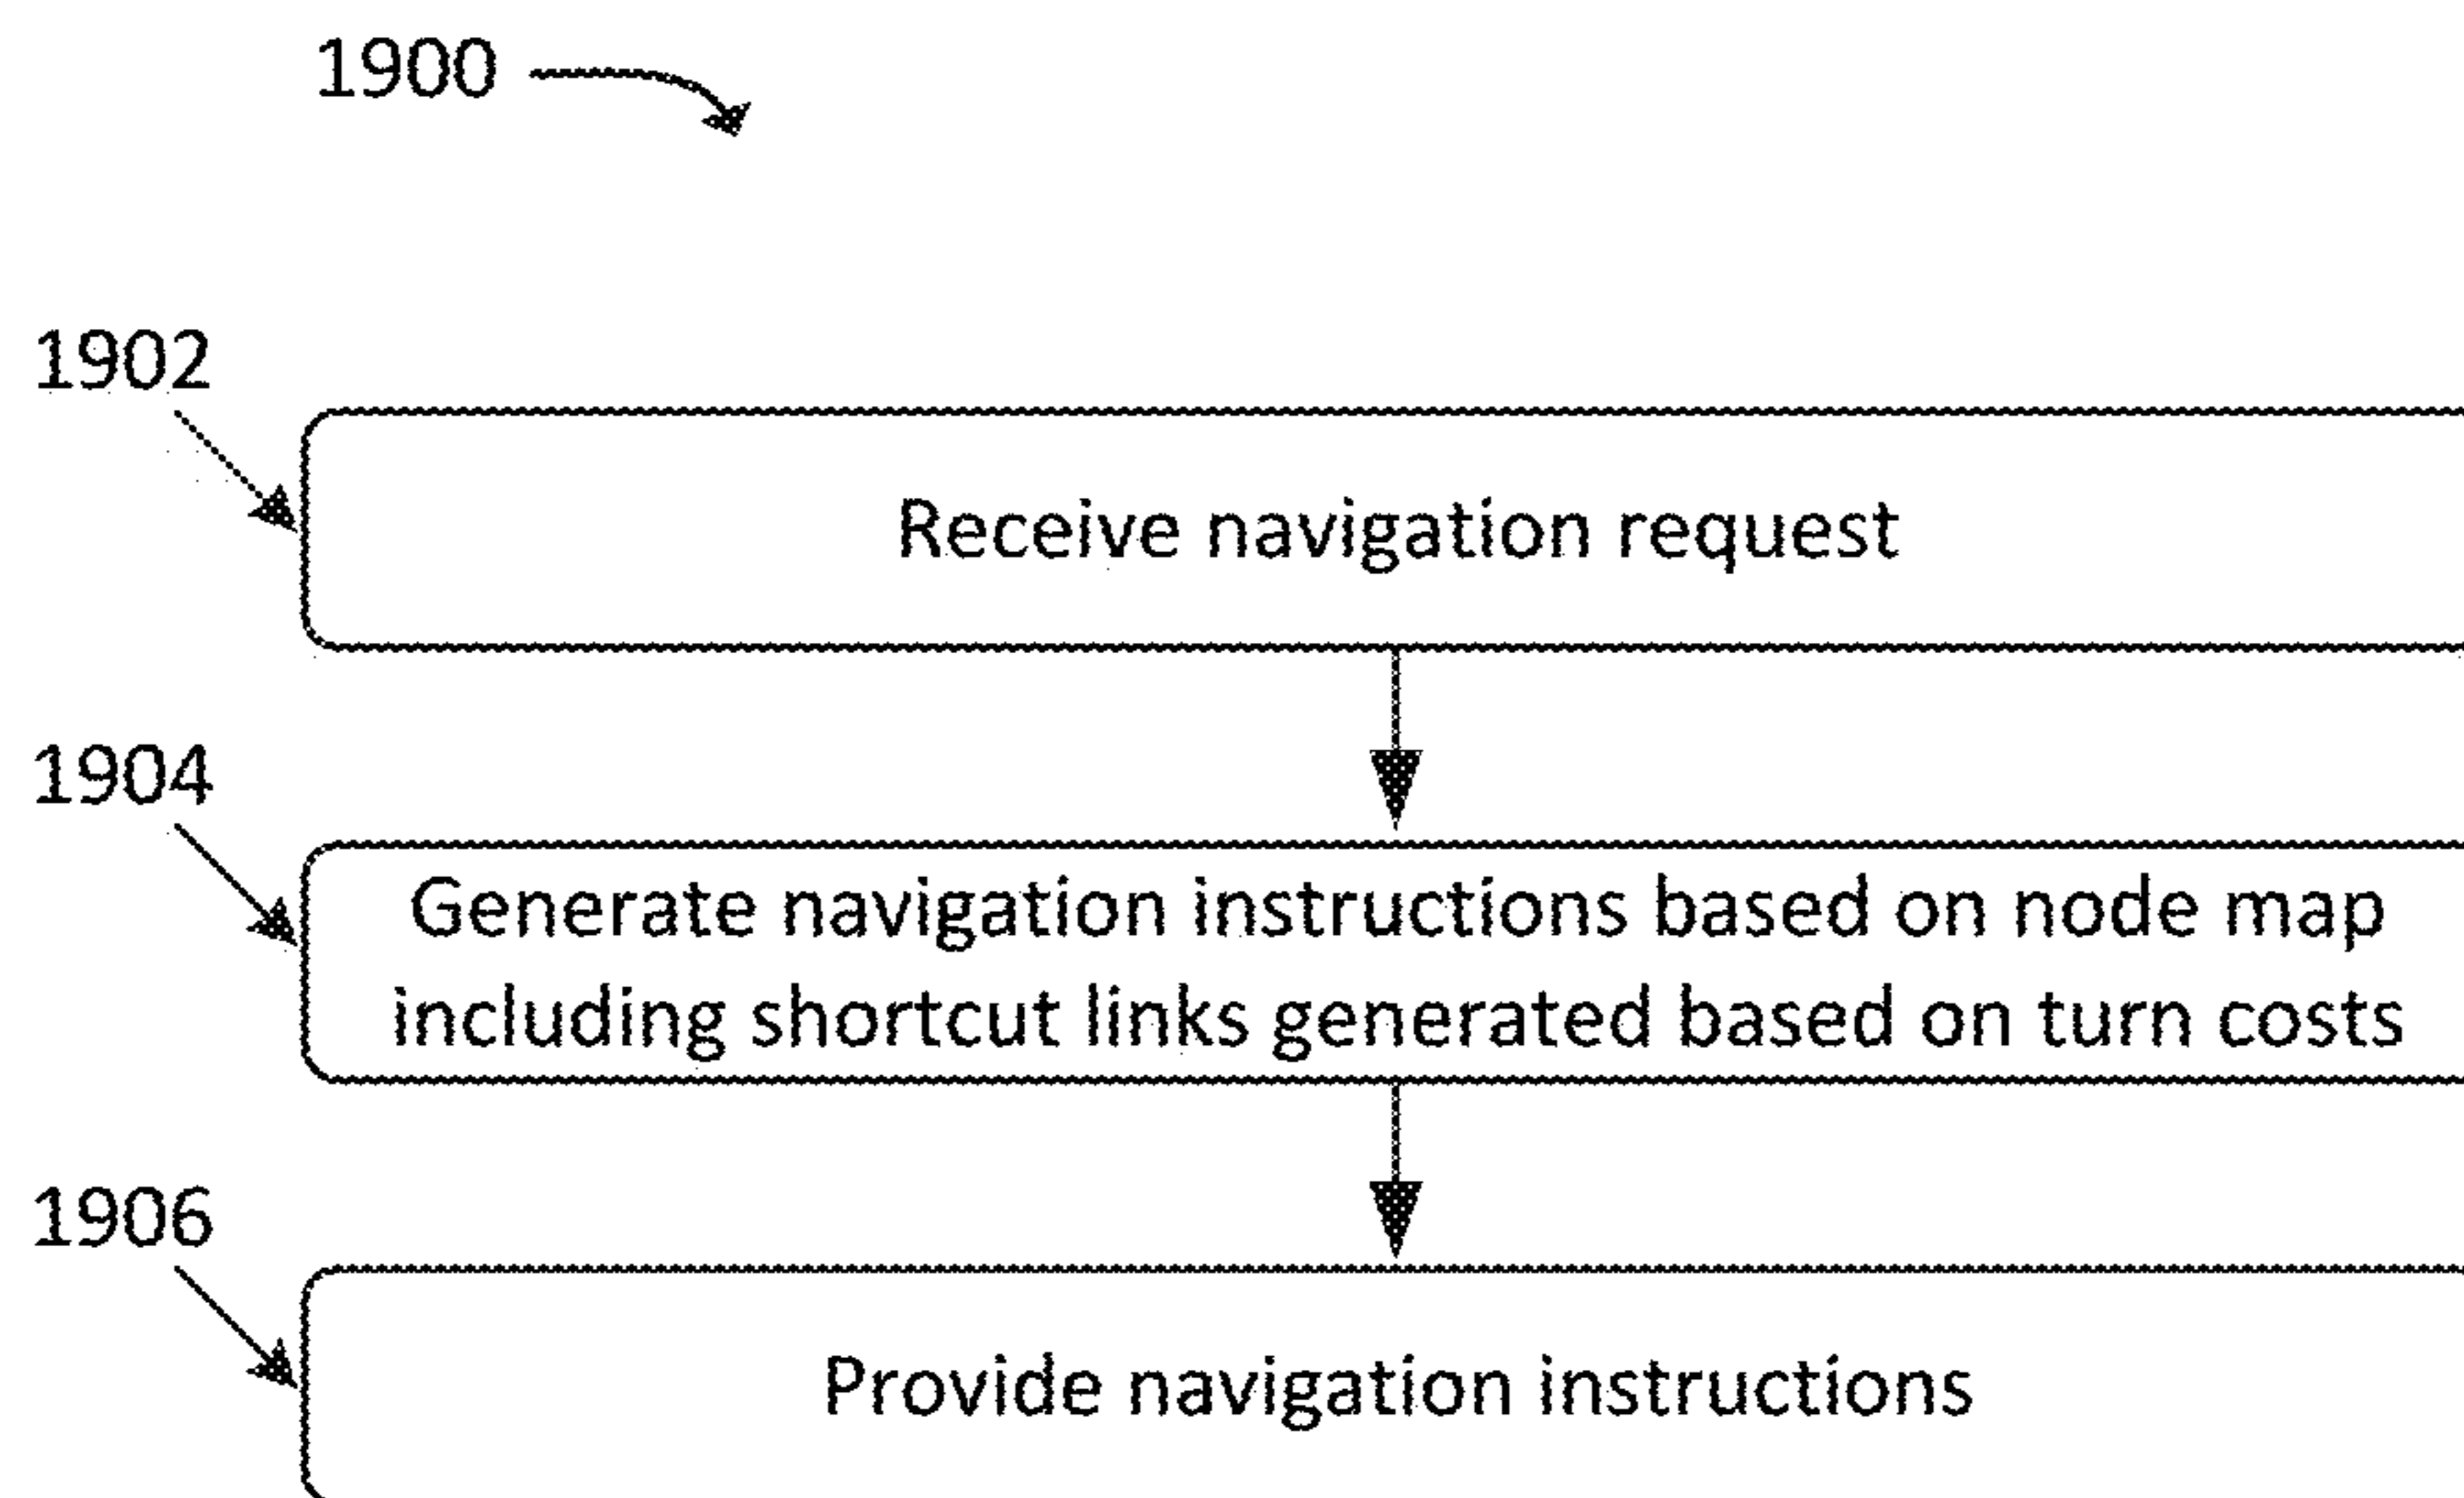 1900
1902
Receive navigation request
1904
Generate navigation instructions based on node map
including shortcut links generated based on turn costs
1906
Provide navigation instructions